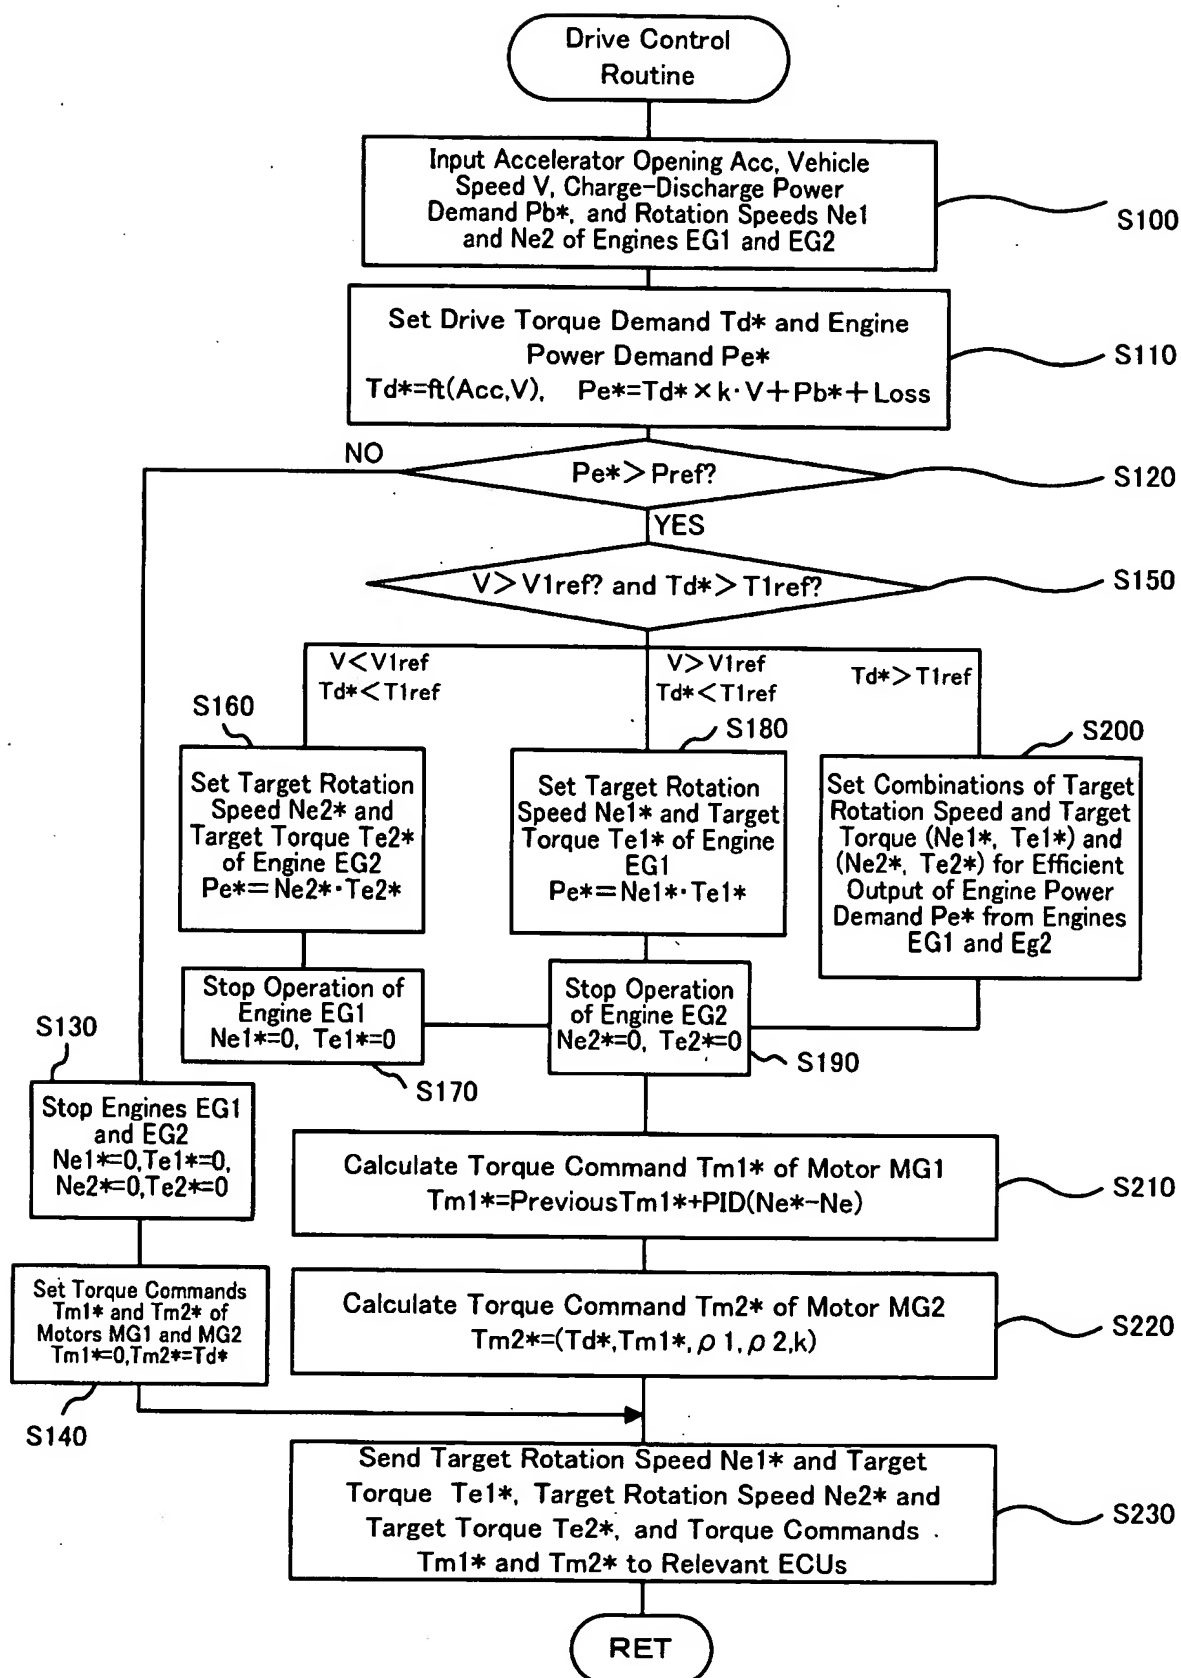 Drive Control
Routine
Input Accelerator Opening Acc, Vehicle
Speed V, Charge-Discharge Power
Demand Pb*, and Rotation Speeds Ne1
and Ne2 of Engines EG1 and EG2
S100
Set Drive Torque Demand Td* and Engine
Power Demand Pe*
Td*=ft(Acc,V), Pe*=Td*×k·V+Pb*+Loss
S110
NO
Pe*>Pref?
S120
YES
V>V1ref? and Td*>T1ref?
S150
V<V1ref
Td*<T1ref
V>V1ref
Td*<T1ref
Td*>T1ref
S160
Set Target Rotation
Speed Ne2* and
Target Torque Te2*
of Engine EG2
Pe*=Ne2*·Te2*
S180
Set Target Rotation
Speed Ne1* and Target
Torque Te1* of Engine
EG1
Pe*=Ne1*·Te1*
S200
Set Combinations of Target
Rotation Speed and Target
Torque (Ne1*, Te1*) and
(Ne2*, Te2*) for Efficient
Output of Engine Power
Demand Pe* from Engines
EG1 and Eg2
Stop Operation of
Engine EG1
Ne1*=0, Te1*=0
S170
Stop Operation
of Engine EG2
Ne2*=0, Te2*=0
S190
S130
Stop Engines EG1
and EG2
Ne1*=0,Te1*=0,
Ne2*=0,Te2*=0
Calculate Torque Command Tm1* of Motor MG1
Tm1*=PreviousTm1*+PID(Ne*-Ne)
S210
Set Torque Commands
Tm1* and Tm2* of
Motors MG1 and MG2
Tm1*=0,Tm2*=Td*
S140
Calculate Torque Command Tm2* of Motor MG2
Tm2*=(Td*,Tm1*,ρ1,ρ2,k)
S220
Send Target Rotation Speed Ne1* and Target
Torque Te1*, Target Rotation Speed Ne2* and
Target Torque Te2*, and Torque Commands
Tm1* and Tm2* to Relevant ECUs
S230
RET